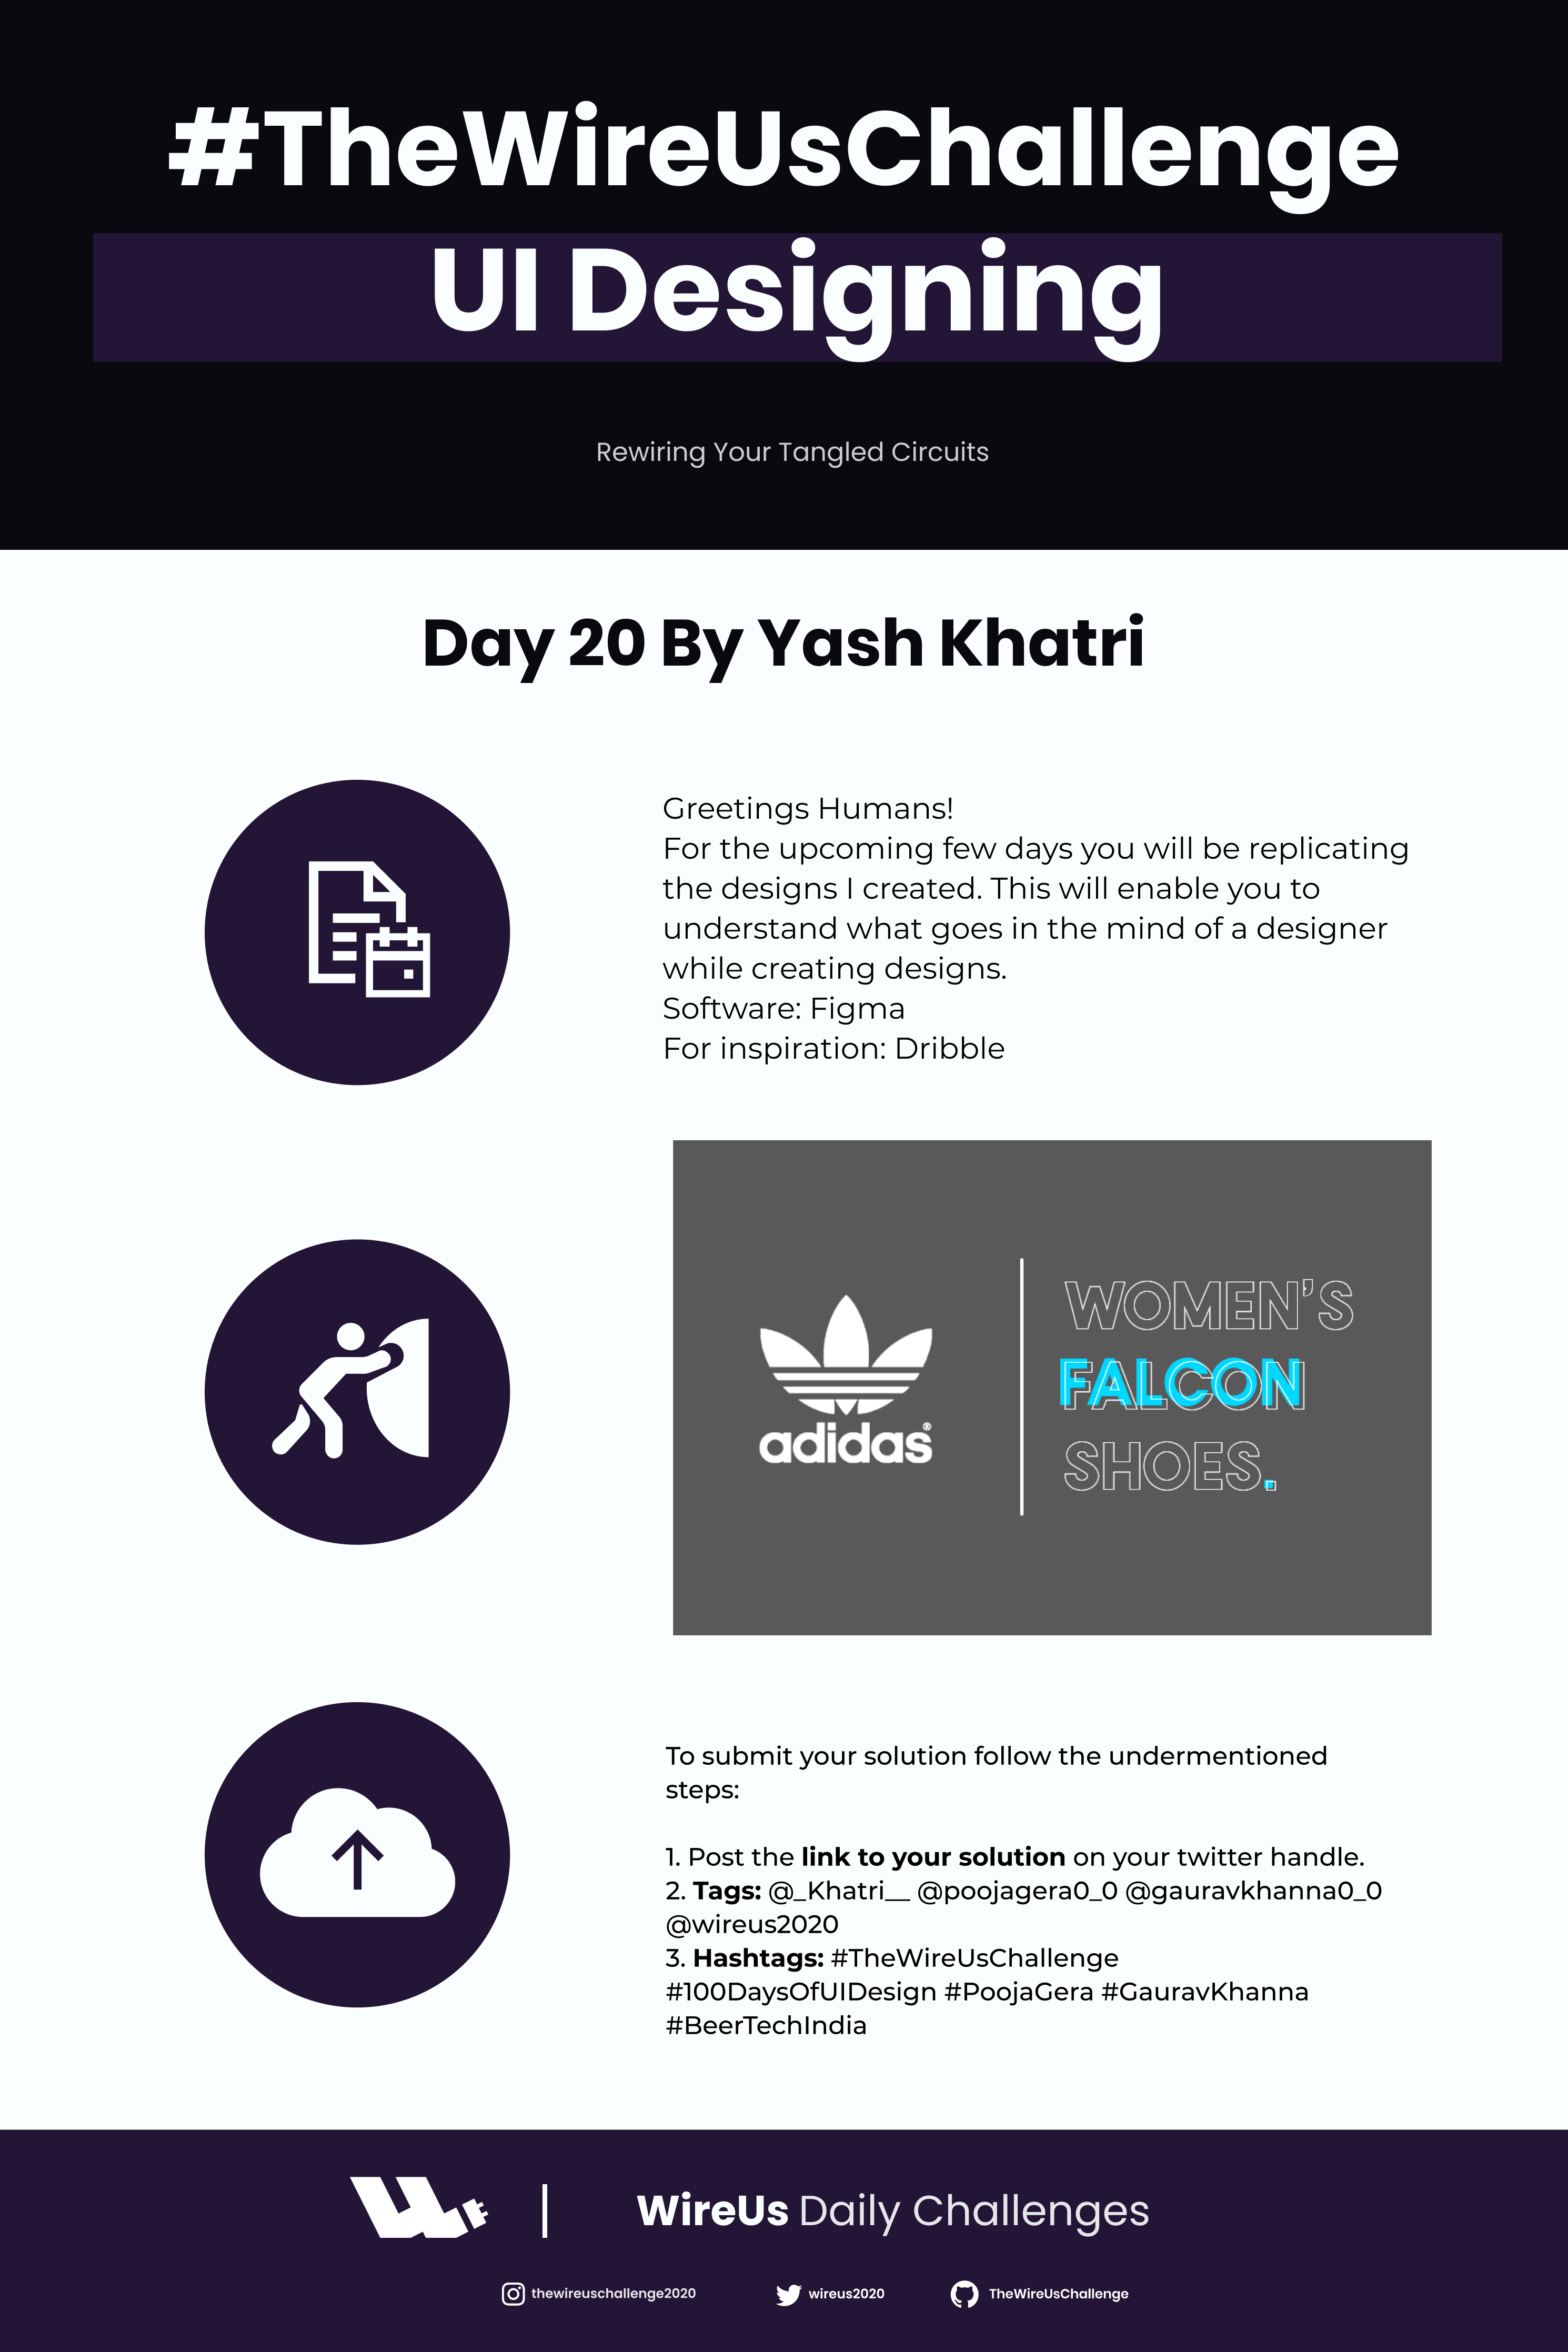 #TheWireUsChallenge
UI Designing
Rewiring Your Tangled Circuits
Day 20 By Yash Khatri
Greetings Humans!
For the upcoming few days you will be replicating
the designs I created. This will enable you to
understand what goes in the mind of a designer
while creating designs.
Software: Figma
For inspiration: Dribble
adidas®
WOMEN'S
FALCON
SHOES.
To submit your solution follow the undermentioned
steps:
1. Post the link to your solution on your twitter handle.
2. Tags: @_Khatri__ @poojagera0_0 @gauravkhanna0_0
@wireus2020
3. Hashtags: #TheWireUsChallenge
#100DaysOfUIDesign #PoojaGera #GauravKhanna
#BeerTechIndia
WireUs Daily Challenges
thewireuschallenge2020 wireus2020 TheWireUsChallenge